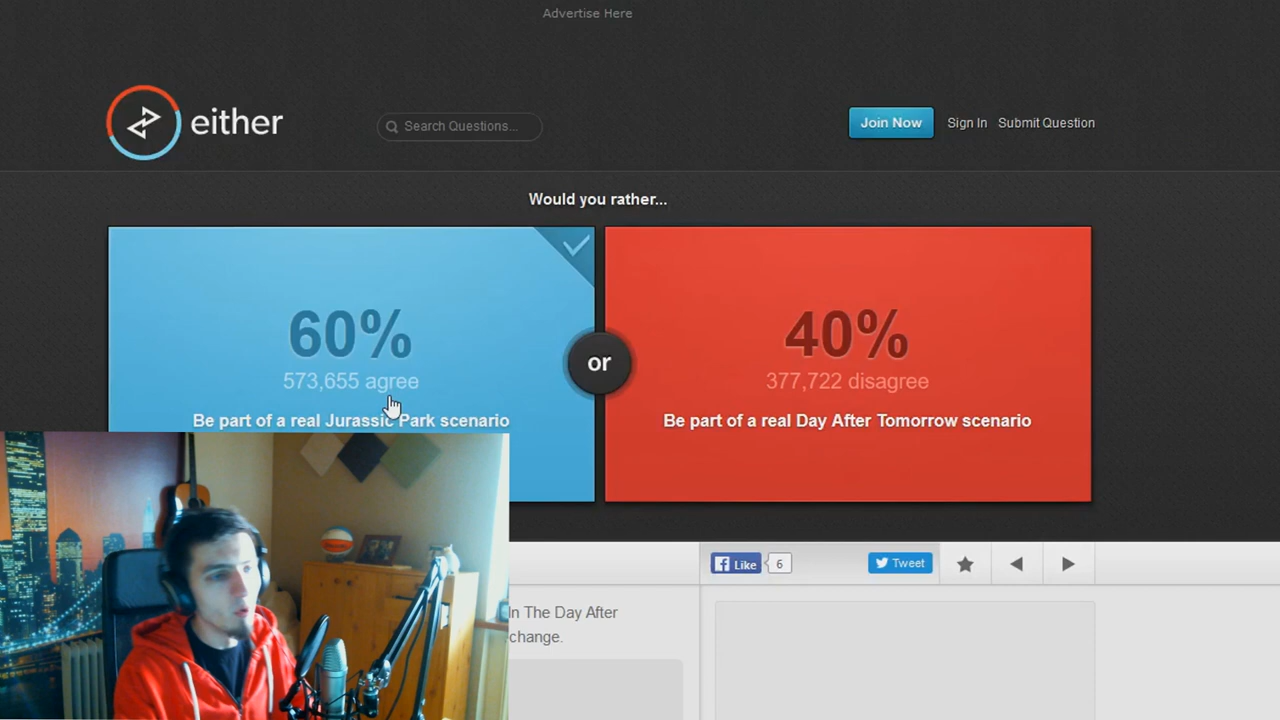 Advertise Here
either
Search Questions...
Join Now
Sign In
Submit Question
Would you rather...
60%
573,655 agree
Be part of a real Jurassic Park scenario
or
40%
377,722 disagree
Be part of a real Day After Tomorrow scenario
Like
6
Tweet
In The Day After
change.